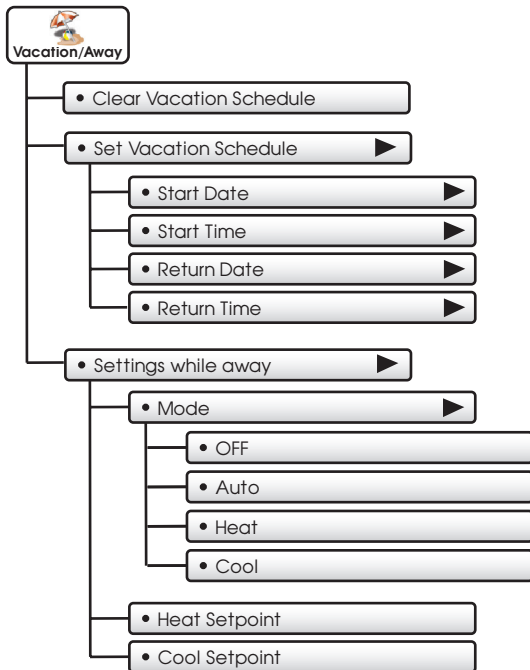 Vacation/Away
• Clear Vacation Schedule
• Set Vacation Schedule
• Start Date
• Start Time
• Return Date
• Return Time
• Settings while away
• Mode
• OFF
• Auto
• Heat
• Cool
• Heat Setpoint
• Cool Setpoint